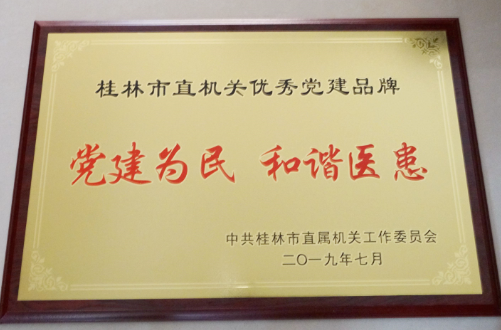 桂林市直机关优秀党建品牌
党建为民 和谐医患
中共桂林市直属机关工作委员会
二〇一九年七月